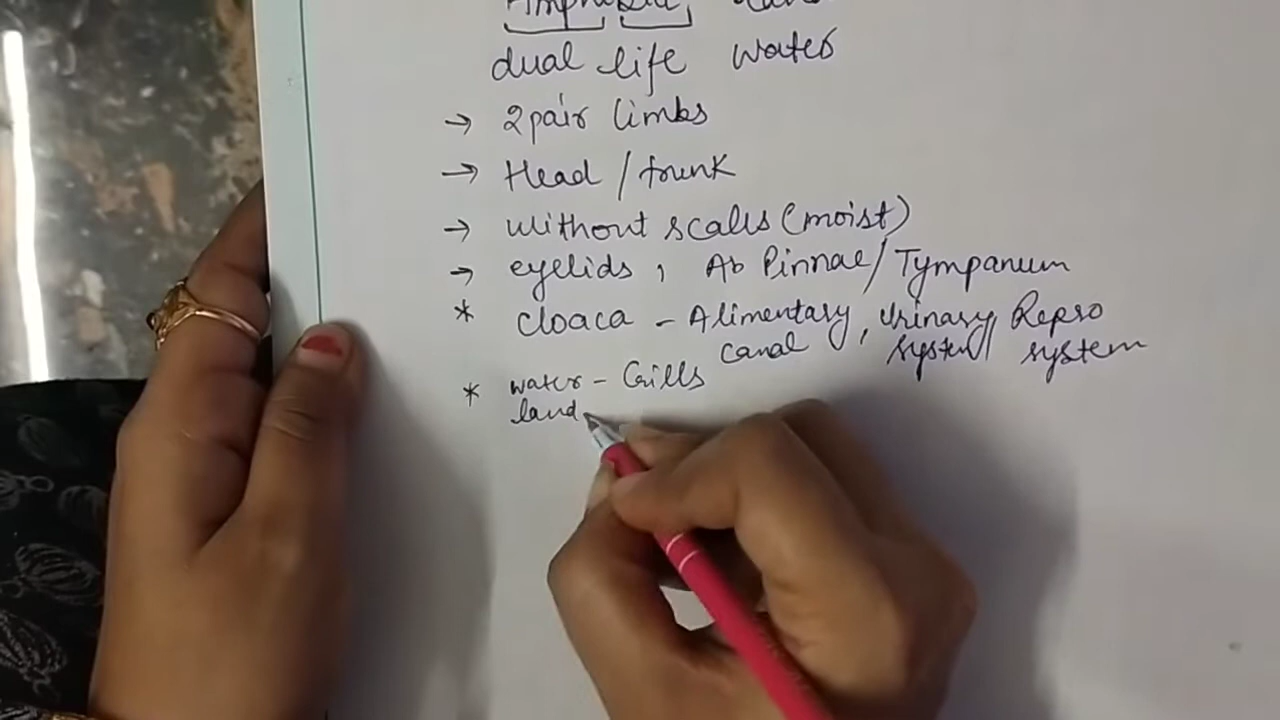 dual life water
→ 2pair limbs
→ Head / trunk
→ without scales (moist)
→ eyelids, Ab Pinnae / Tympanum
* cloaca - Alimentary canal, Urinary system, Repro system
* water - Gills
land